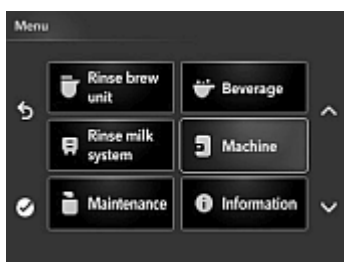 Menu
Rinse brew
unit
Beverage
Rinse milk
system
Machine
Maintenance
Information